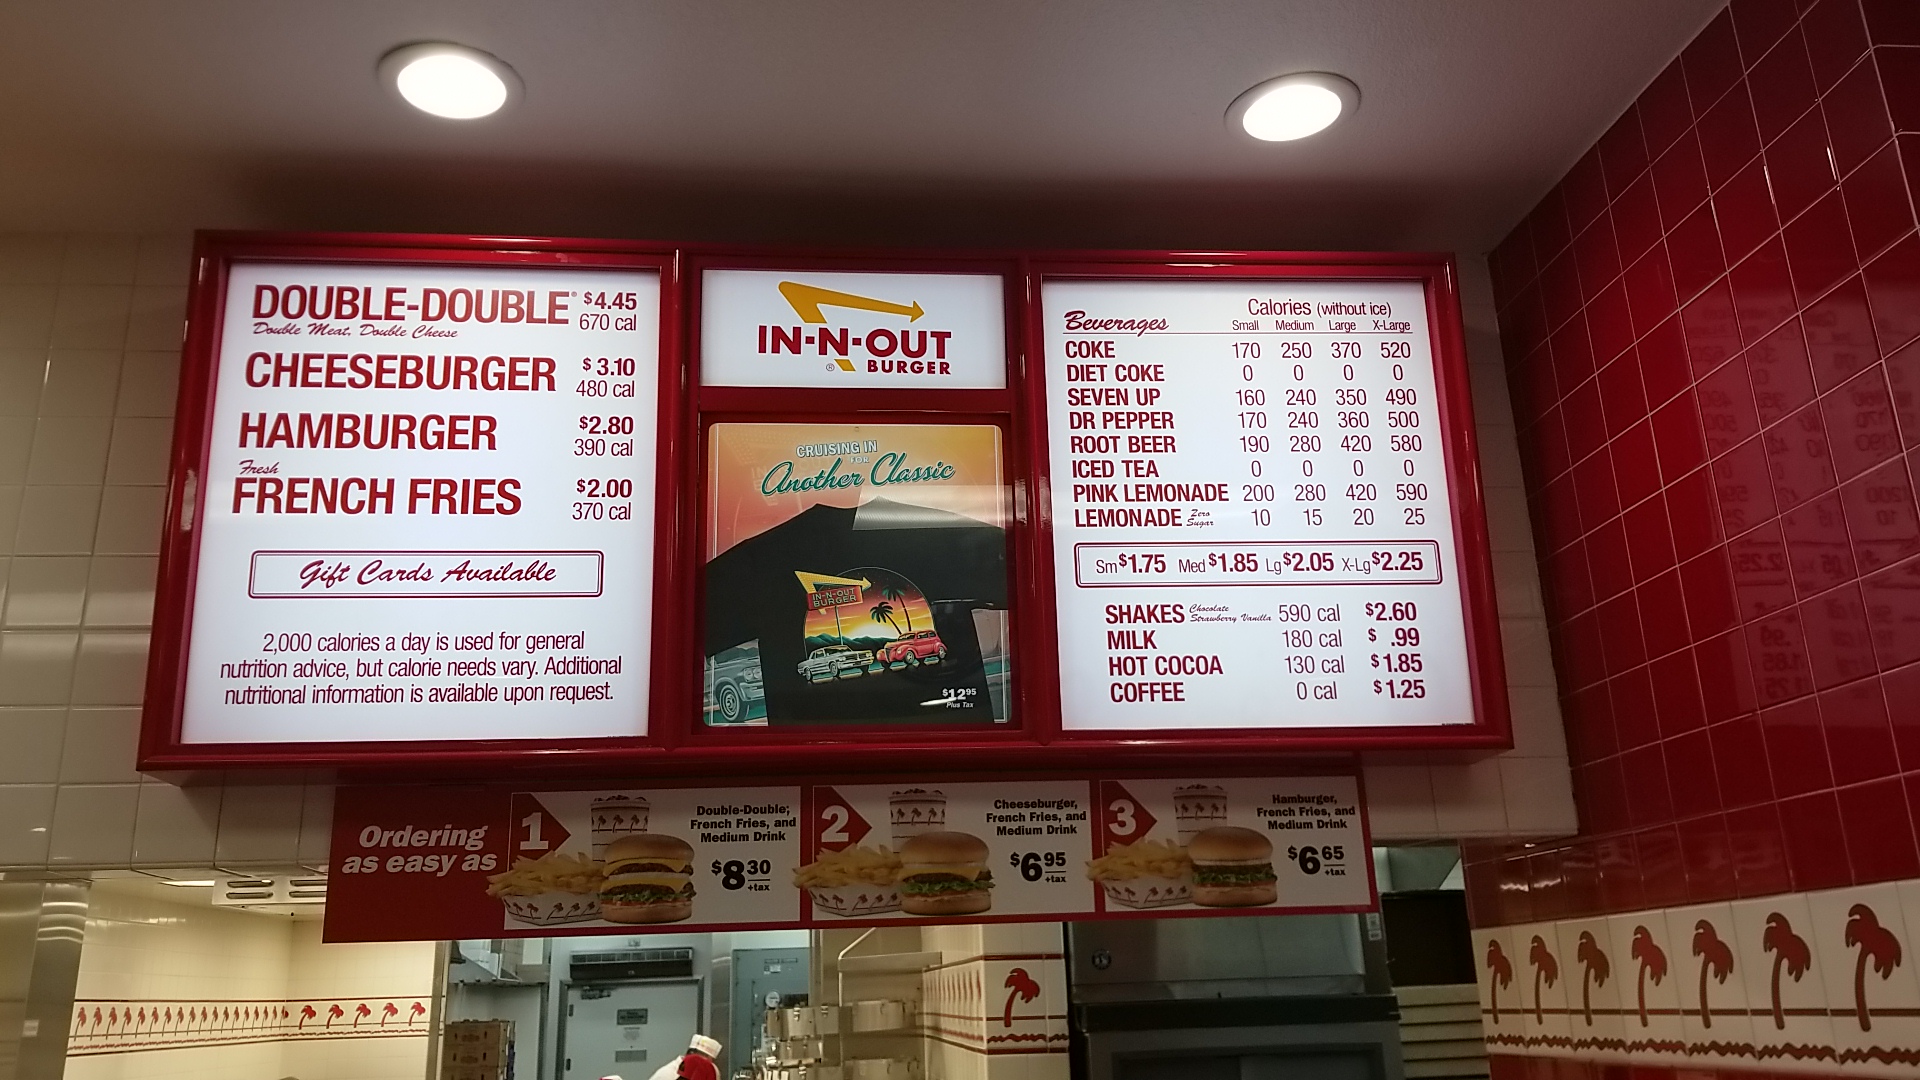 DOUBLE-DOUBLE® $4.45
Double Meat, Double Cheese 670 cal
CHEESEBURGER $3.10
480 cal
HAMBURGER $2.80
390 cal
Fresh
FRENCH FRIES $2.00
370 cal
Gift Cards Available
2,000 calories a day is used for general
nutrition advice, but calorie needs vary. Additional
nutritional information is available upon request.
IN-N-OUT
® BURGER
CRUISING IN
FOR
Another Classic
IN-N-OUT
BURGER
$12.95
Plus Tax
Calories (without ice)
Beverages Small Medium Large X-Large
COKE 170 250 370 520
DIET COKE 0 0 0 0
SEVEN UP 160 240 350 490
DR PEPPER 170 240 360 500
ROOT BEER 190 280 420 580
ICED TEA 0 0 0 0
PINK LEMONADE 200 280 420 590
LEMONADE Zero Sugar 10 15 20 25
Sm $1.75 Med $1.85 Lg $2.05 X-Lg $2.25
SHAKES Chocolate Strawberry Vanilla 590 cal $2.60
MILK 180 cal $ .99
HOT COCOA 130 cal $1.85
COFFEE 0 cal $1.25
Ordering
as easy as
1
Double-Double,
French Fries, and
Medium Drink
$8.30
+tax
2
Cheeseburger,
French Fries, and
Medium Drink
$6.95
+tax
3
Hamburger,
French Fries, and
Medium Drink
$6.65
+tax